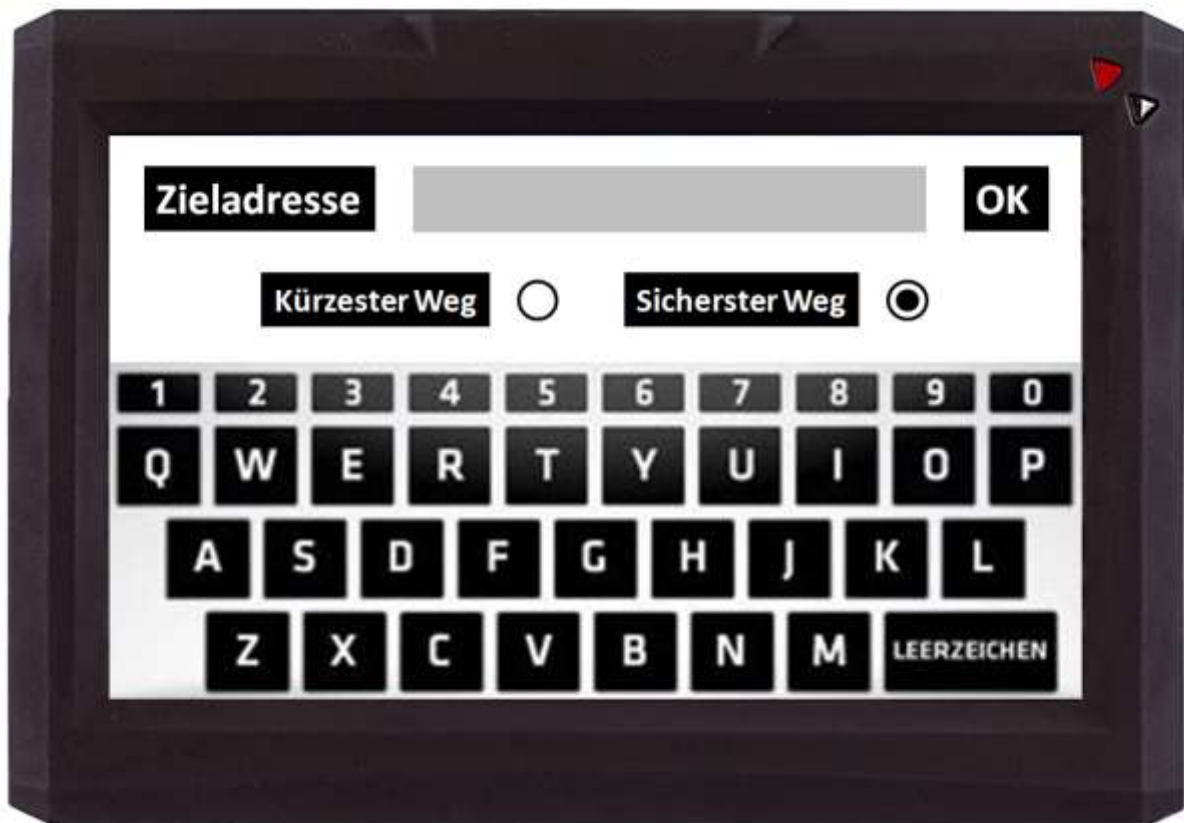 Zieladresse OK
Kürzester Weg Sicherster Weg
1 2 3 4 5 6 7 8 9 0
Q W E R T Y U I O P
A S D F G H J K L
Z X C V B N M LEERZEICHEN